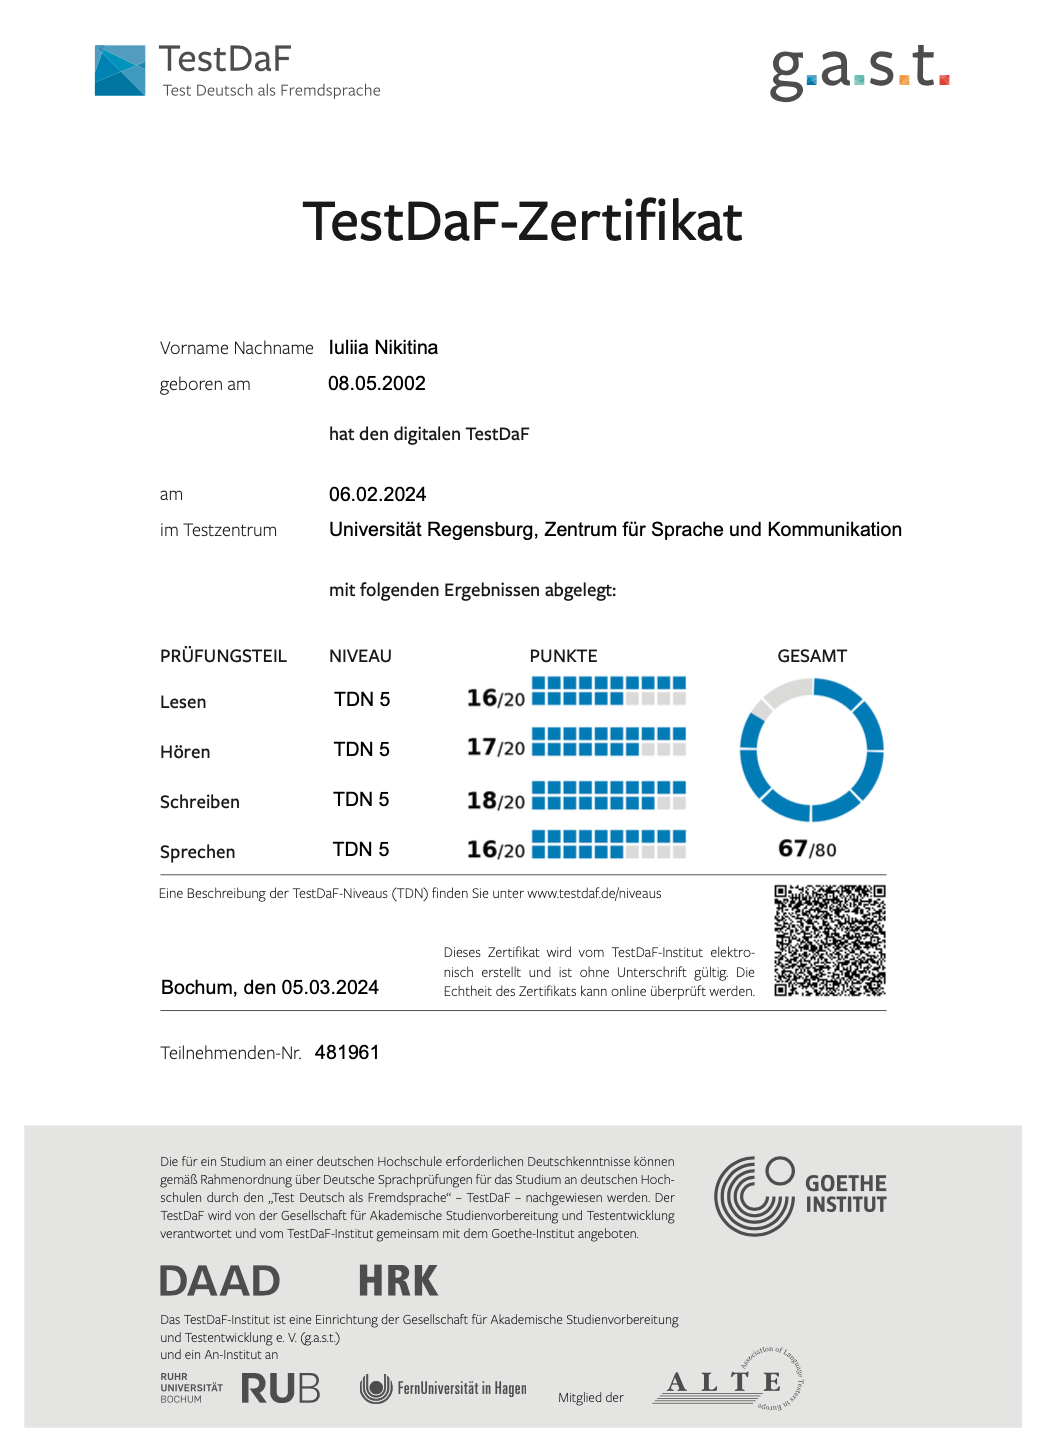 TestDaF
Test Deutsch als Fremdsprache
g.a.s.t.
TestDaF-Zertifikat
Vorname Nachname Iuliia Nikitina
geboren am 08.05.2002
hat den digitalen TestDaF
am 06.02.2024
im Testzentrum Universität Regensburg, Zentrum für Sprache und Kommunikation
mit folgenden Ergebnissen abgelegt:
PRÜFUNGSTEIL NIVEAU PUNKTE GESAMT
Lesen TDN 5 16/20
Hören TDN 5 17/20
Schreiben TDN 5 18/20
Sprechen TDN 5 16/20 67/80
Eine Beschreibung der TestDaF-Niveaus (TDN) finden Sie unter www.testdaf.de/niveaus
Dieses Zertifikat wird vom TestDaF-Institut elektro-
nisch erstellt und ist ohne Unterschrift gültig. Die
Echtheit des Zertifikats kann online überprüft werden.
Bochum, den 05.03.2024
Teilnehmenden-Nr. 481961
Die für ein Studium an einer deutschen Hochschule erforderlichen Deutschkenntnisse können
gemäß Rahmenordnung über Deutsche Sprachprüfungen für das Studium an deutschen Hoch-
schulen durch den „Test Deutsch als Fremdsprache“ – TestDaF – nachgewiesen werden. Der
TestDaF wird von der Gesellschaft für Akademische Studienvorbereitung und Testentwicklung
verantwortet und vom TestDaF-Institut gemeinsam mit dem Goethe-Institut angeboten.
GOETHE
INSTITUT
DAAD HRK
Das TestDaF-Institut ist eine Einrichtung der Gesellschaft für Akademische Studienvorbereitung
und Testentwicklung e. V. (g.a.s.t.)
und ein An-Institut an
RUHR
UNIVERSITÄT
BOCHUM
RUB
FernUniversität in Hagen
Mitglied der
ALTE
Association of Language Testers in Europe